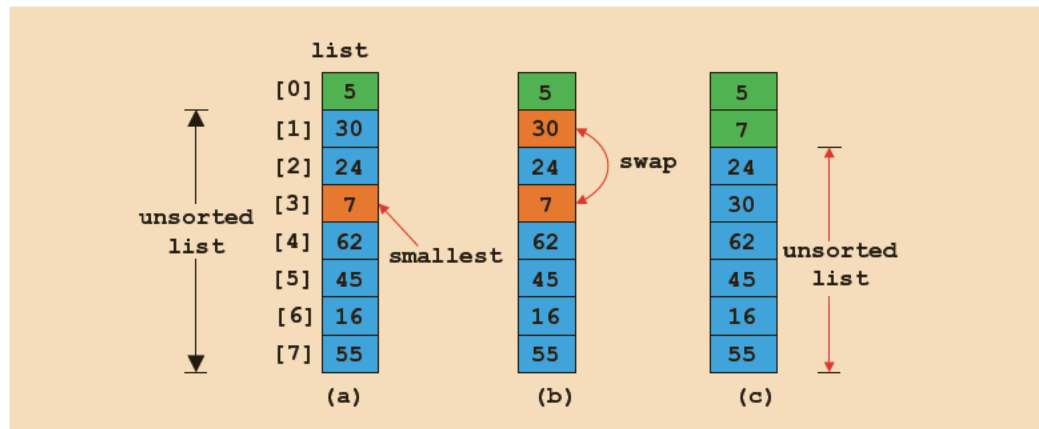 list
[0] 5 5 5
[1] 30 30 7
[2] 24 24 24
swap
[3] 7 7 30
unsorted
list
smallest
[4] 62 62 62
unsorted
list
[5] 45 45 45
[6] 16 16 16
[7] 55 55 55
(a) (b) (c)